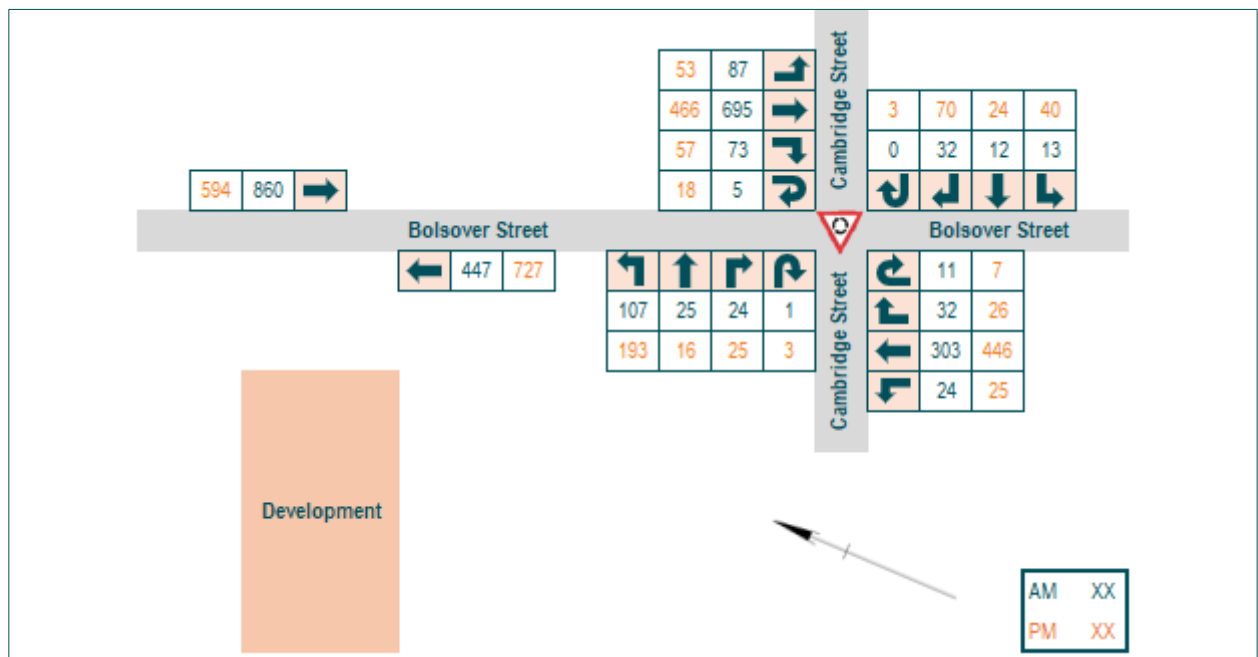 53 87
466 695
57 73
18 5
Cambridge Street
3 70 24 40
0 32 12 13
594 860
Bolsover Street
Bolsover Street
447 727
107 25 24 1
193 16 25 3
Cambridge Street
11 7
32 26
303 446
24 25
Development
AM XX
PM XX